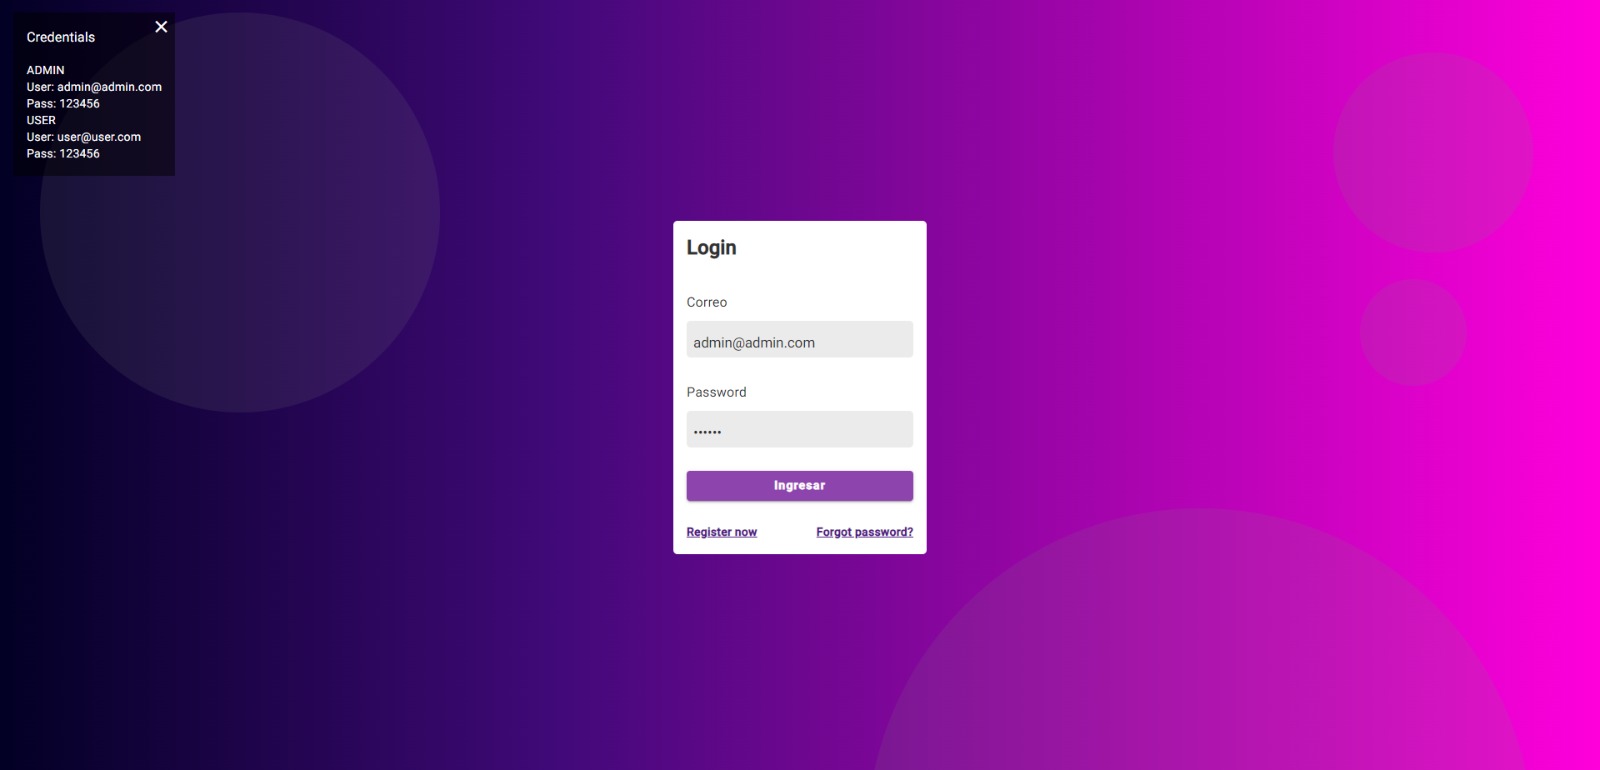 Credentials
ADMIN
User: admin@admin.com
Pass: 123456
USER
User: user@user.com
Pass: 123456
Login
Correo
admin@admin.com
Password
••••••
Ingresar
Register now
Forgot password?